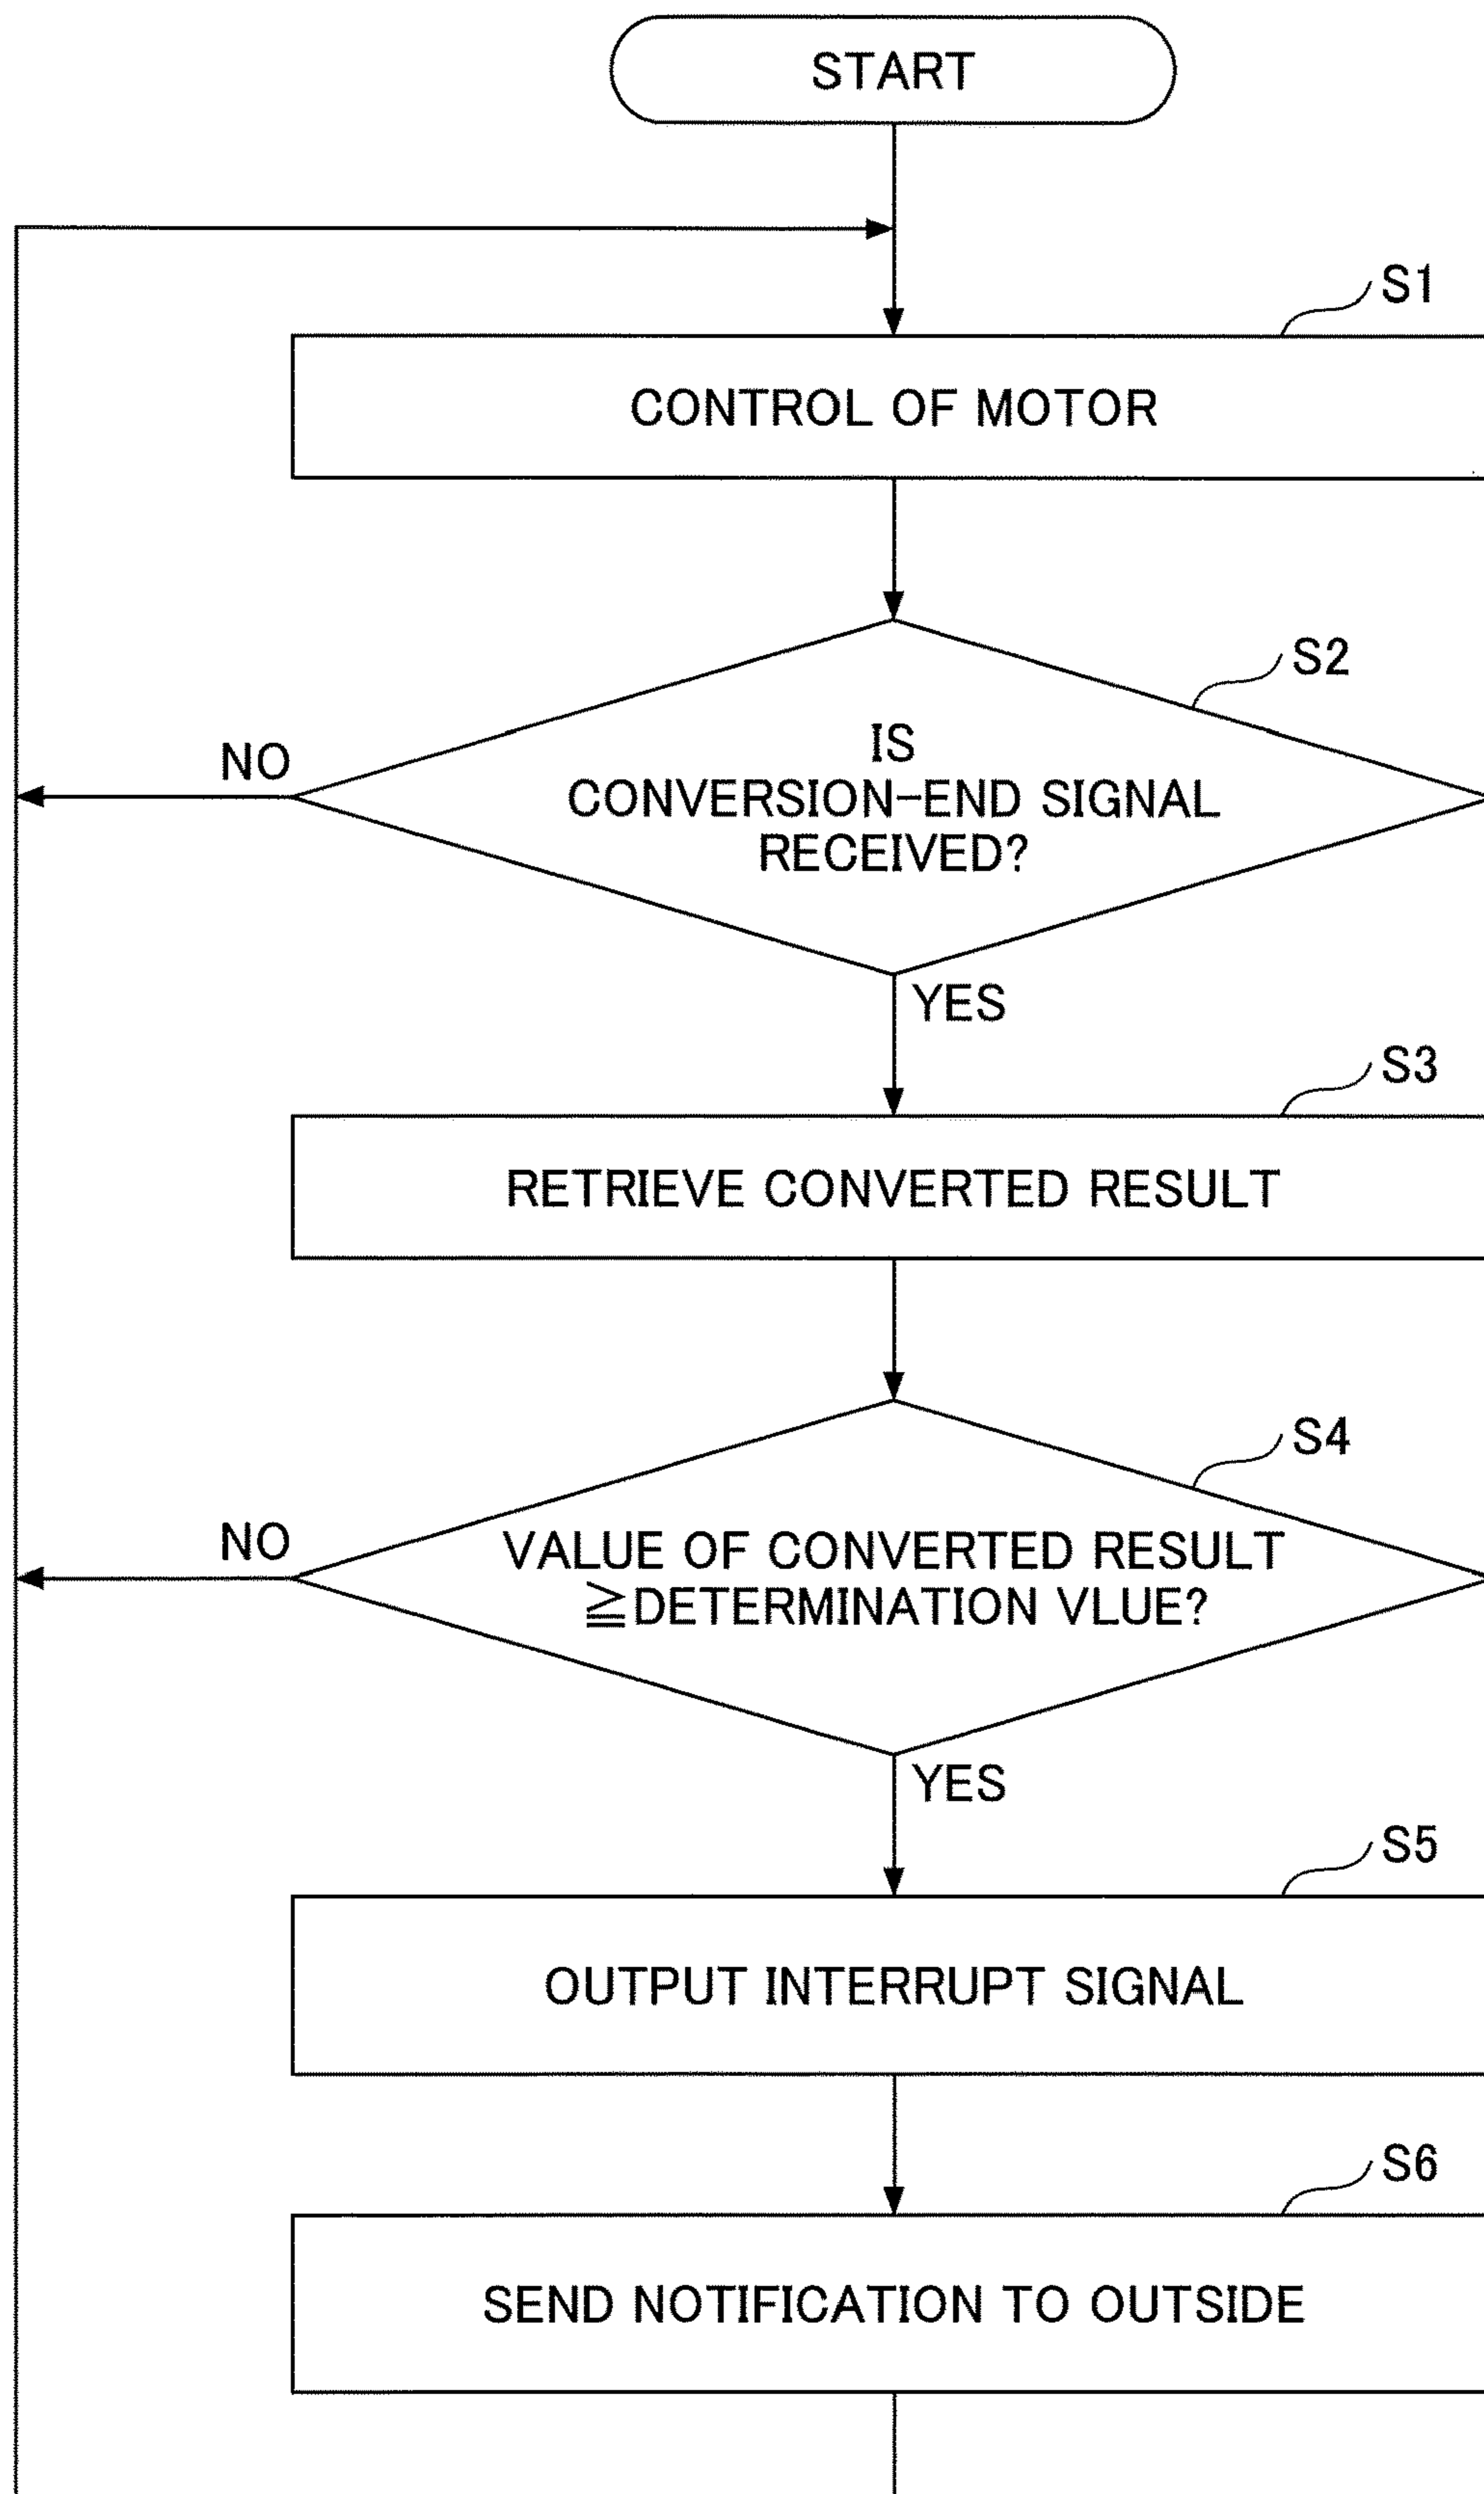 START
S1
CONTROL OF MOTOR
S2
IS
CONVERSION-END SIGNAL
RECEIVED?
NO
YES
S3
RETRIEVE CONVERTED RESULT
S4
VALUE OF CONVERTED RESULT
≧DETERMINATION VLUE?
NO
YES
S5
OUTPUT INTERRUPT SIGNAL
S6
SEND NOTIFICATION TO OUTSIDE